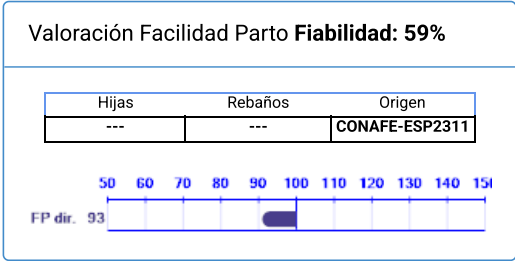 Valoración Facilidad Parto Fiabilidad: 59%
Hijas Rebaños Origen
--- --- CONAFE-ESP2311
50 60 70 80 90 100 110 120 130 140
FP dir. 93